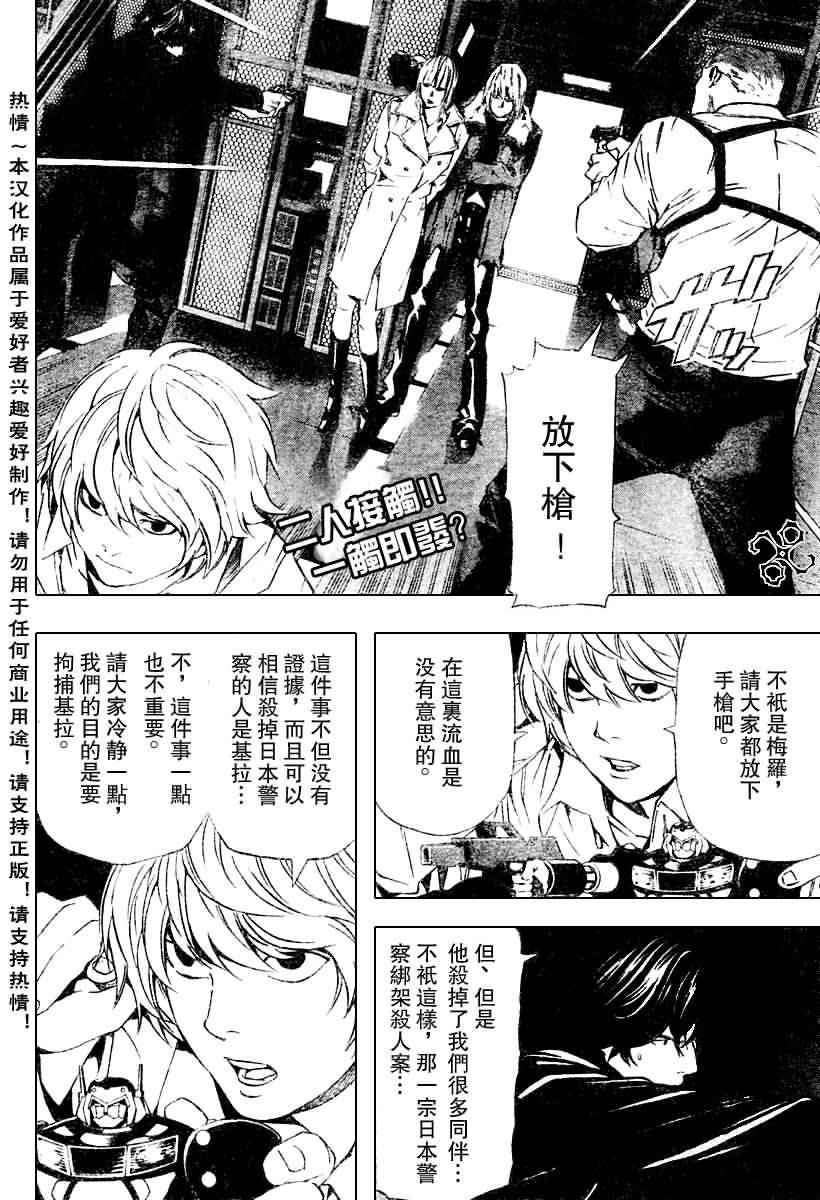 热情～本汉化作品属于爱好者兴趣爱好制作！请勿用于任何商业用途！请支持正版！请支持热情！
放下槍！
ガガッ
二人接觸!!
一觸即發?
不衹是梅羅，
請大家都放下
手槍吧。
在這裏流血是
没有意思的。
但、但是
他殺掉了我們很多同伴…
不衹這樣，那一宗日本警
察綁架殺人案…
這件事不但没有
證據，而且可以
相信殺掉日本警
察的人是基拉…
不，這件事一點
也不重要。
請大家冷静一點，
我們的目的是要
拘捕基拉。